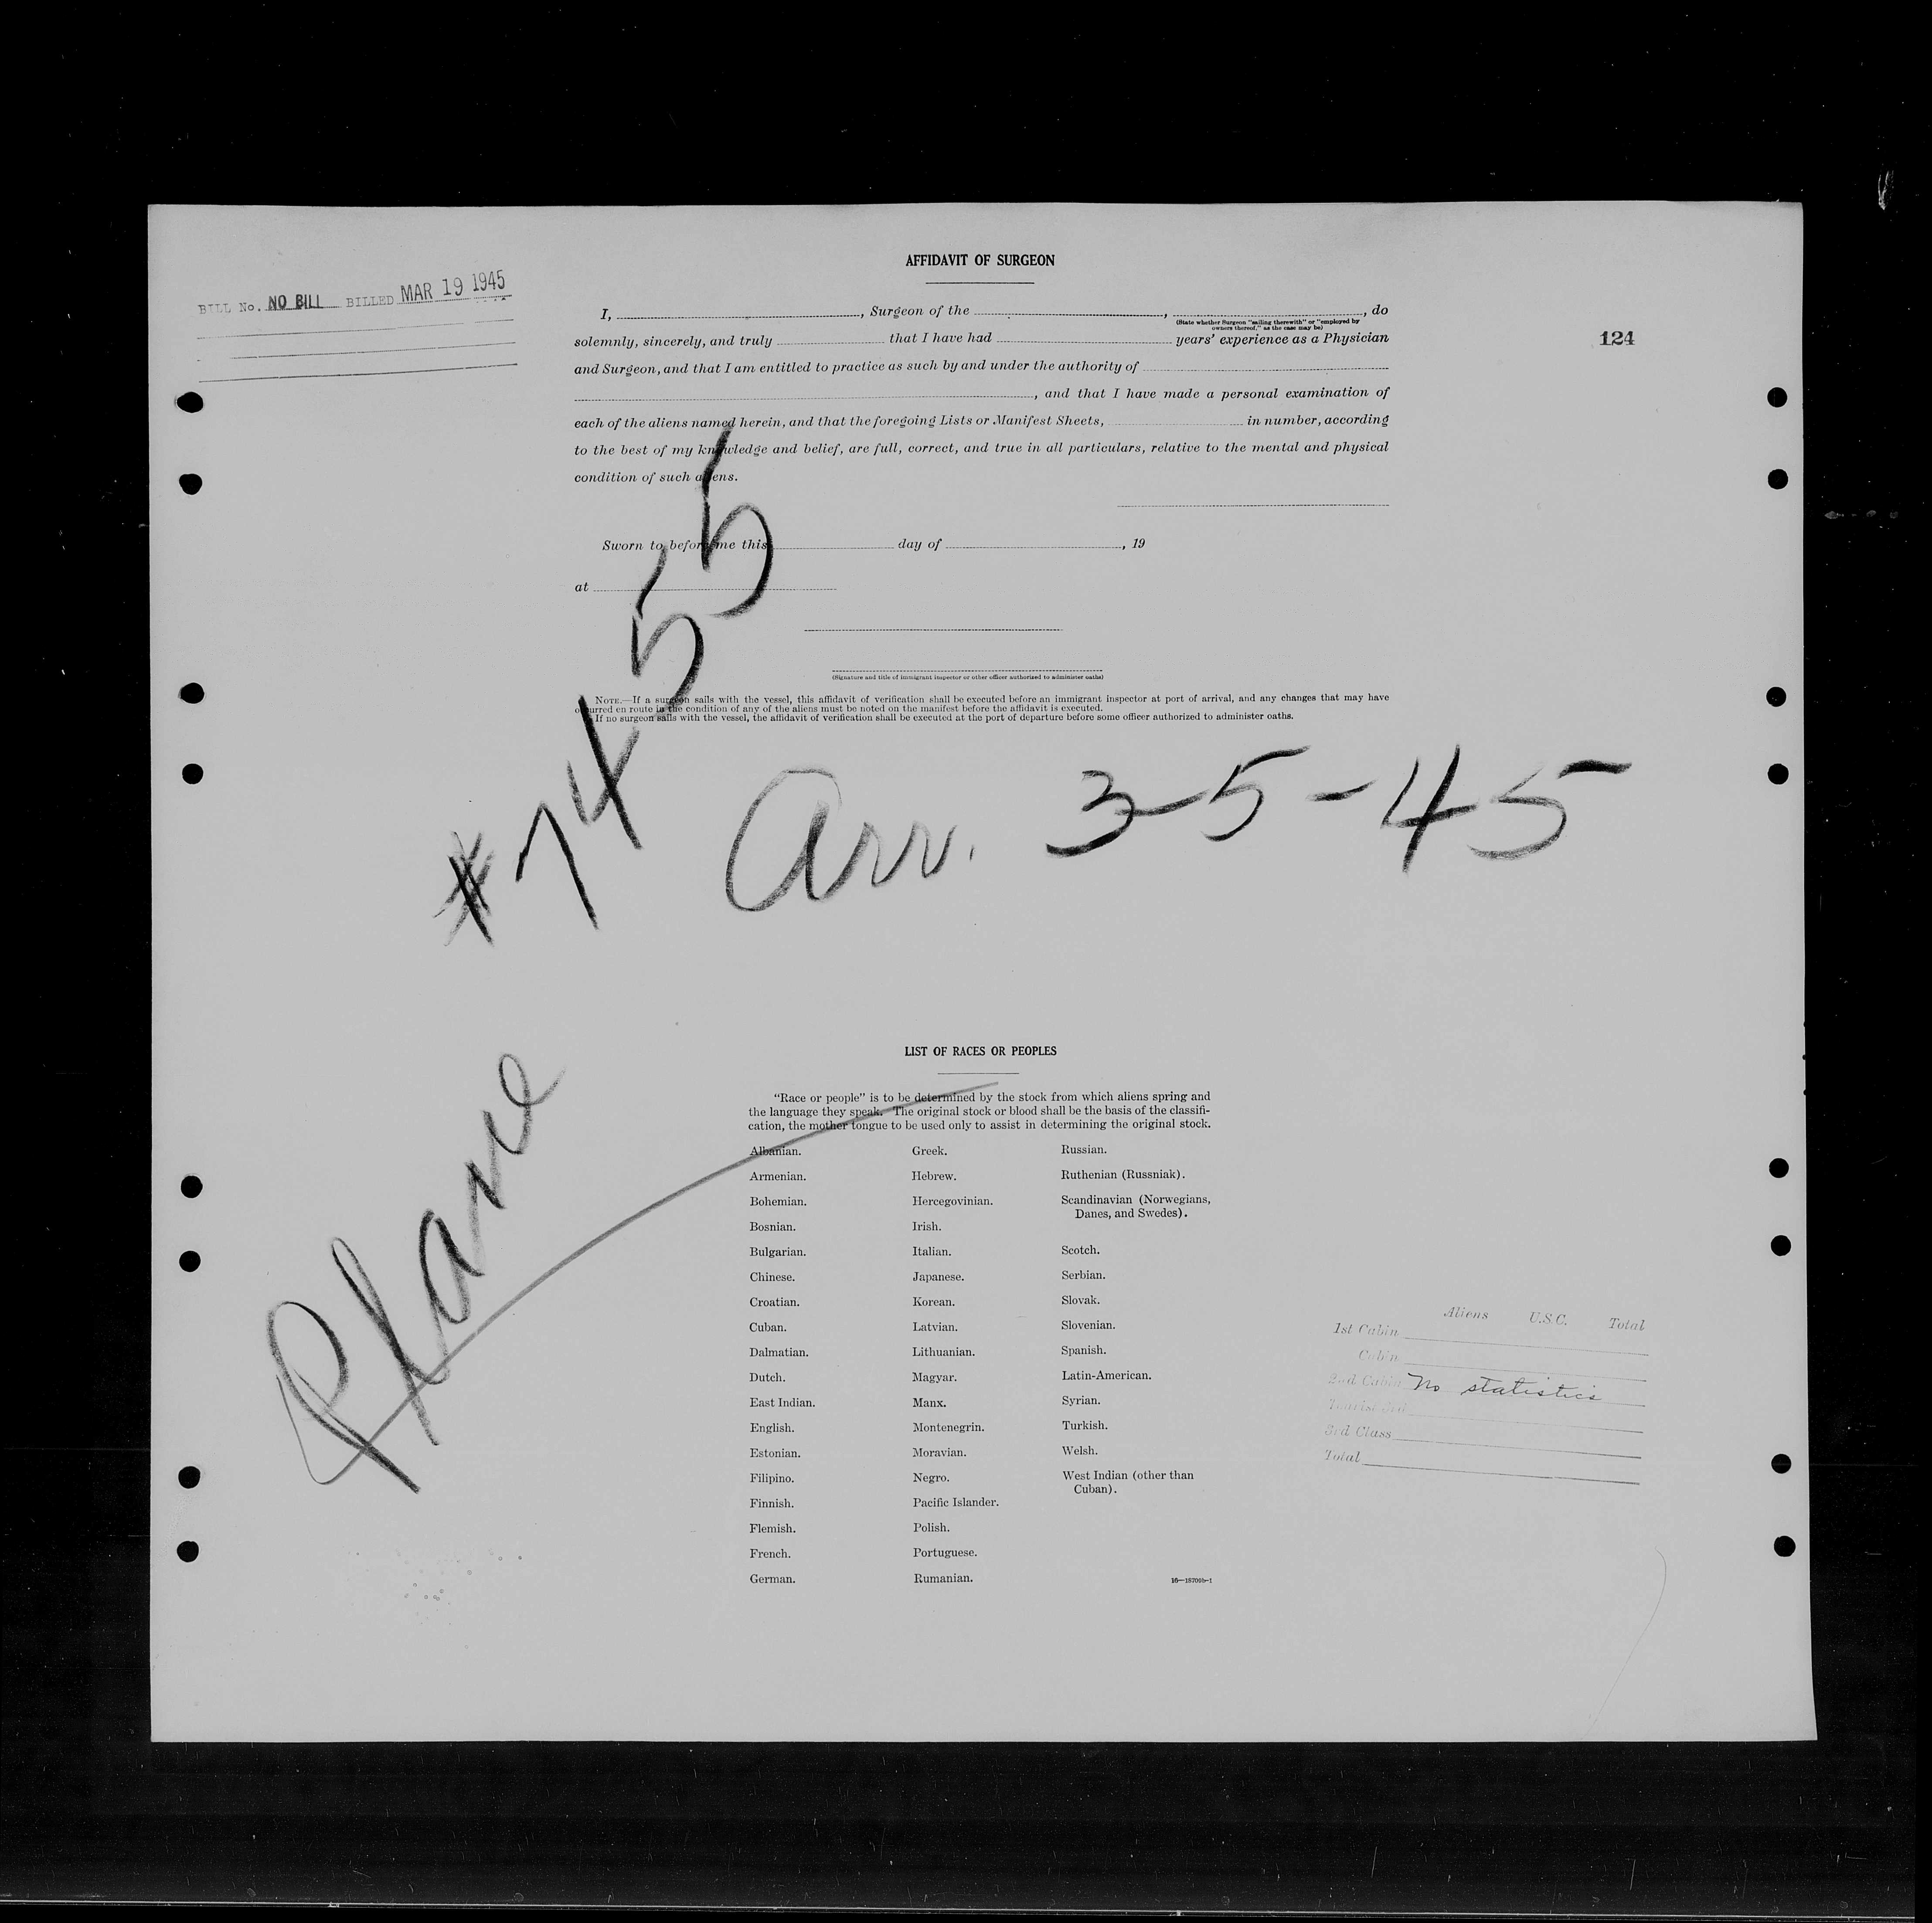 AFFIDAVIT OF SURGEON
BILL No. NO BILL BILLED MAR 19 1945
I, , Surgeon of the , , do
(State whether Surgeon "sailing therewith" or "employed by
owners thereof," as the case may be)
124
solemnly, sincerely, and truly that I have had years' experience as a Physician
and Surgeon, and that I am entitled to practice as such by and under the authority of
, and that I have made a personal examination of
each of the aliens named herein, and that the foregoing Lists or Manifest Sheets, in number, according
to the best of my knowledge and belief, are full, correct, and true in all particulars, relative to the mental and physical
condition of such aliens.
Sworn to before me this day of , 19
at
(Signature and title of immigrant inspector or other officer authorized to administer oaths)
NOTE.—If a surgeon sails with the vessel, this affidavit of verification shall be executed before an immigrant inspector at port of arrival, and any changes that may have
occurred en route in the condition of any of the aliens must be noted on the manifest before the affidavit is executed.
If no surgeon sails with the vessel, the affidavit of verification shall be executed at the port of departure before some officer authorized to administer oaths.
#74555
Arr. 3-5-45
Plane
LIST OF RACES OR PEOPLES
"Race or people" is to be determined by the stock from which aliens spring and
the language they speak. The original stock or blood shall be the basis of the classifi-
cation, the mother tongue to be used only to assist in determining the original stock.
Albanian.
Armenian.
Bohemian.
Bosnian.
Bulgarian.
Chinese.
Croatian.
Cuban.
Dalmatian.
Dutch.
East Indian.
English.
Estonian.
Filipino.
Finnish.
Flemish.
French.
German.
Greek.
Hebrew.
Hercegovinian.
Irish.
Italian.
Japanese.
Korean.
Latvian.
Lithuanian.
Magyar.
Manx.
Montenegrin.
Moravian.
Negro.
Pacific Islander.
Polish.
Portuguese.
Rumanian.
Russian.
Ruthenian (Russniak).
Scandinavian (Norwegians,
Danes, and Swedes).
Scotch.
Serbian.
Slovak.
Slovenian.
Spanish.
Latin-American.
Syrian.
Turkish.
Welsh.
West Indian (other than
Cuban).
Aliens U.S.C. Total
1st Cabin
Cabin
2nd Cabin No statistics
Tourist 3rd
3rd Class
Total